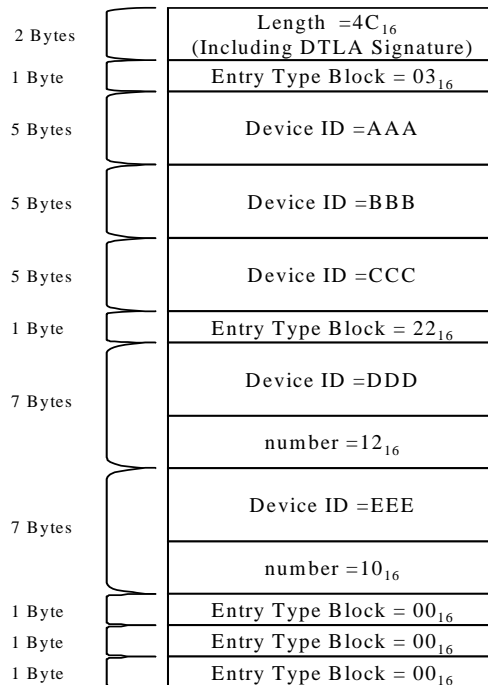 2 Bytes
Length =4C₁₆
(Including DTLA Signature)
1 Byte
Entry Type Block = 03₁₆
5 Bytes
Device ID =AAA
5 Bytes
Device ID =BBB
5 Bytes
Device ID =CCC
1 Byte
Entry Type Block = 22₁₆
7 Bytes
Device ID =DDD
number =12₁₆
7 Bytes
Device ID =EEE
number =10₁₆
1 Byte
Entry Type Block = 00₁₆
1 Byte
Entry Type Block = 00₁₆
1 Byte
Entry Type Block = 00₁₆